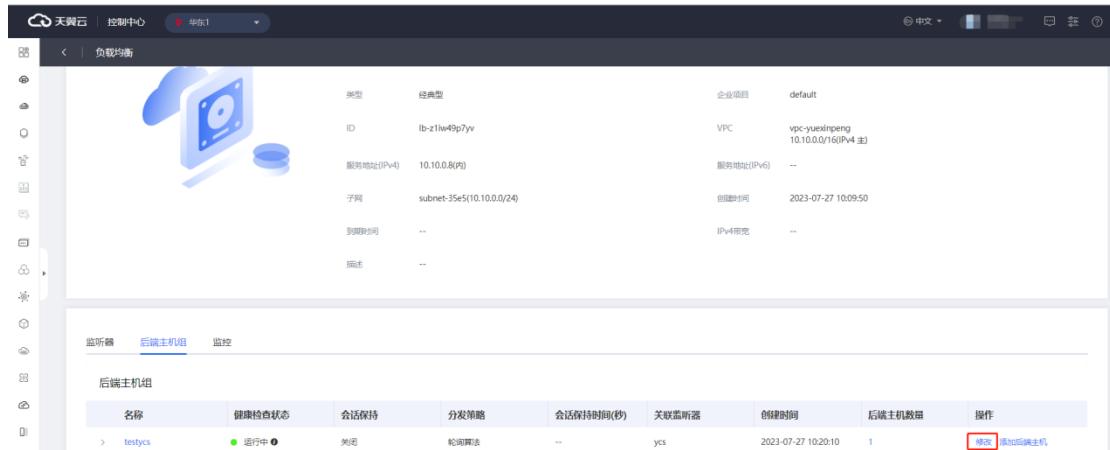 天翼云 控制中心 华东1 中文
负载均衡
类型 经典型 企业项目 default
ID lb-z1iw49p7yv VPC vpc-yuexinpeng
10.10.0.0/16(IPv4 主)
服务地址(IPv4) 10.10.0.8(内) 服务地址(IPv6) --
子网 subnet-35e5(10.10.0.0/24) 创建时间 2023-07-27 10:09:50
到期时间 -- IPv4带宽 --
描述 --
监听器 后端主机组 监控
后端主机组
名称 健康检查状态 会话保持 分发策略 会话保持时间(秒) 关联监听器 创建时间 后端主机数量 操作
testycs 运行中 关闭 轮询算法 -- ycs 2023-07-27 10:20:10 1 修改 添加后端主机